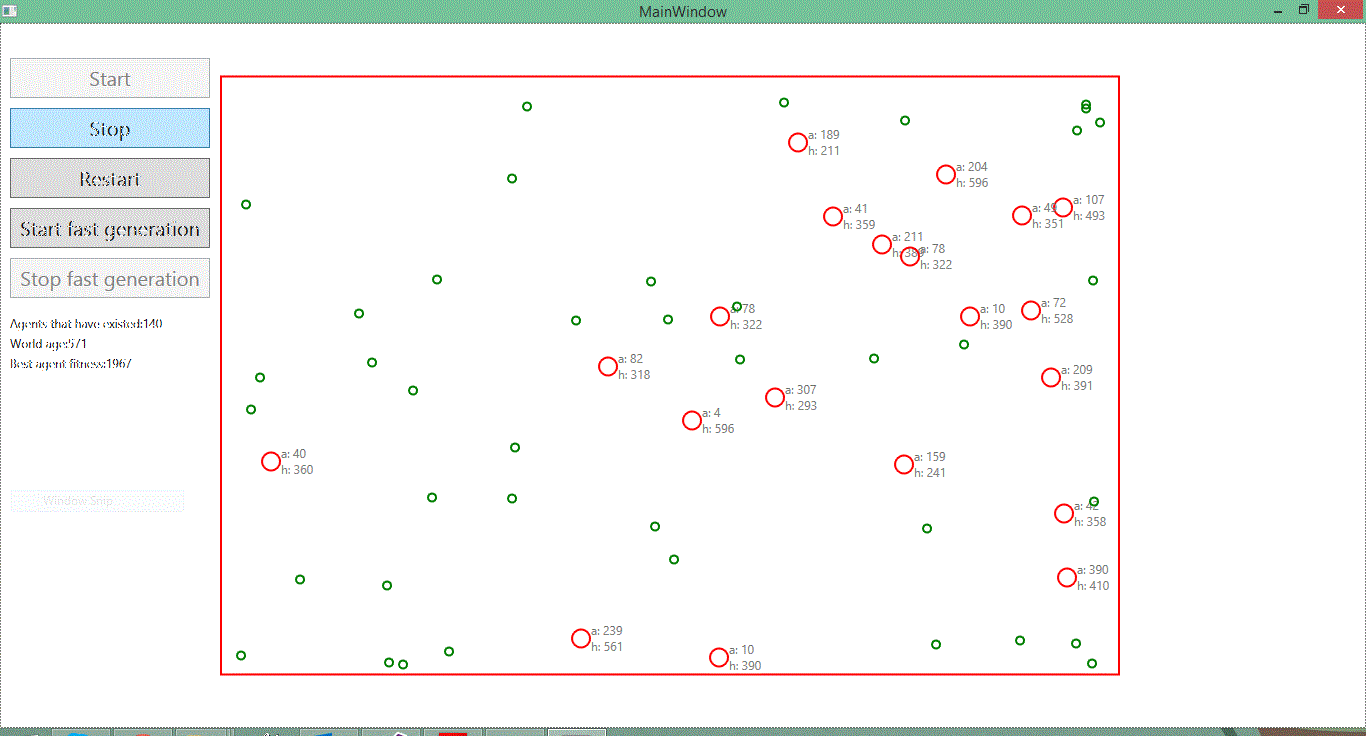 MainWindow
Start
Stop
Restart
Start fast generation
Stop fast generation
Agents that have existed:140
World age:571
Best agent fitness:1967
Window Snip
a: 189
h: 211
a: 204
h: 596
a: 41
h: 359
a: 49
h: 351
a: 107
h: 493
a: 211
h: 389
a: 78
h: 322
a: 78
h: 322
a: 10
h: 390
a: 72
h: 528
a: 82
h: 318
a: 209
h: 391
a: 307
h: 293
a: 4
h: 596
a: 40
h: 360
a: 159
h: 241
a: 42
h: 358
a: 390
h: 410
a: 239
h: 561
a: 10
h: 390